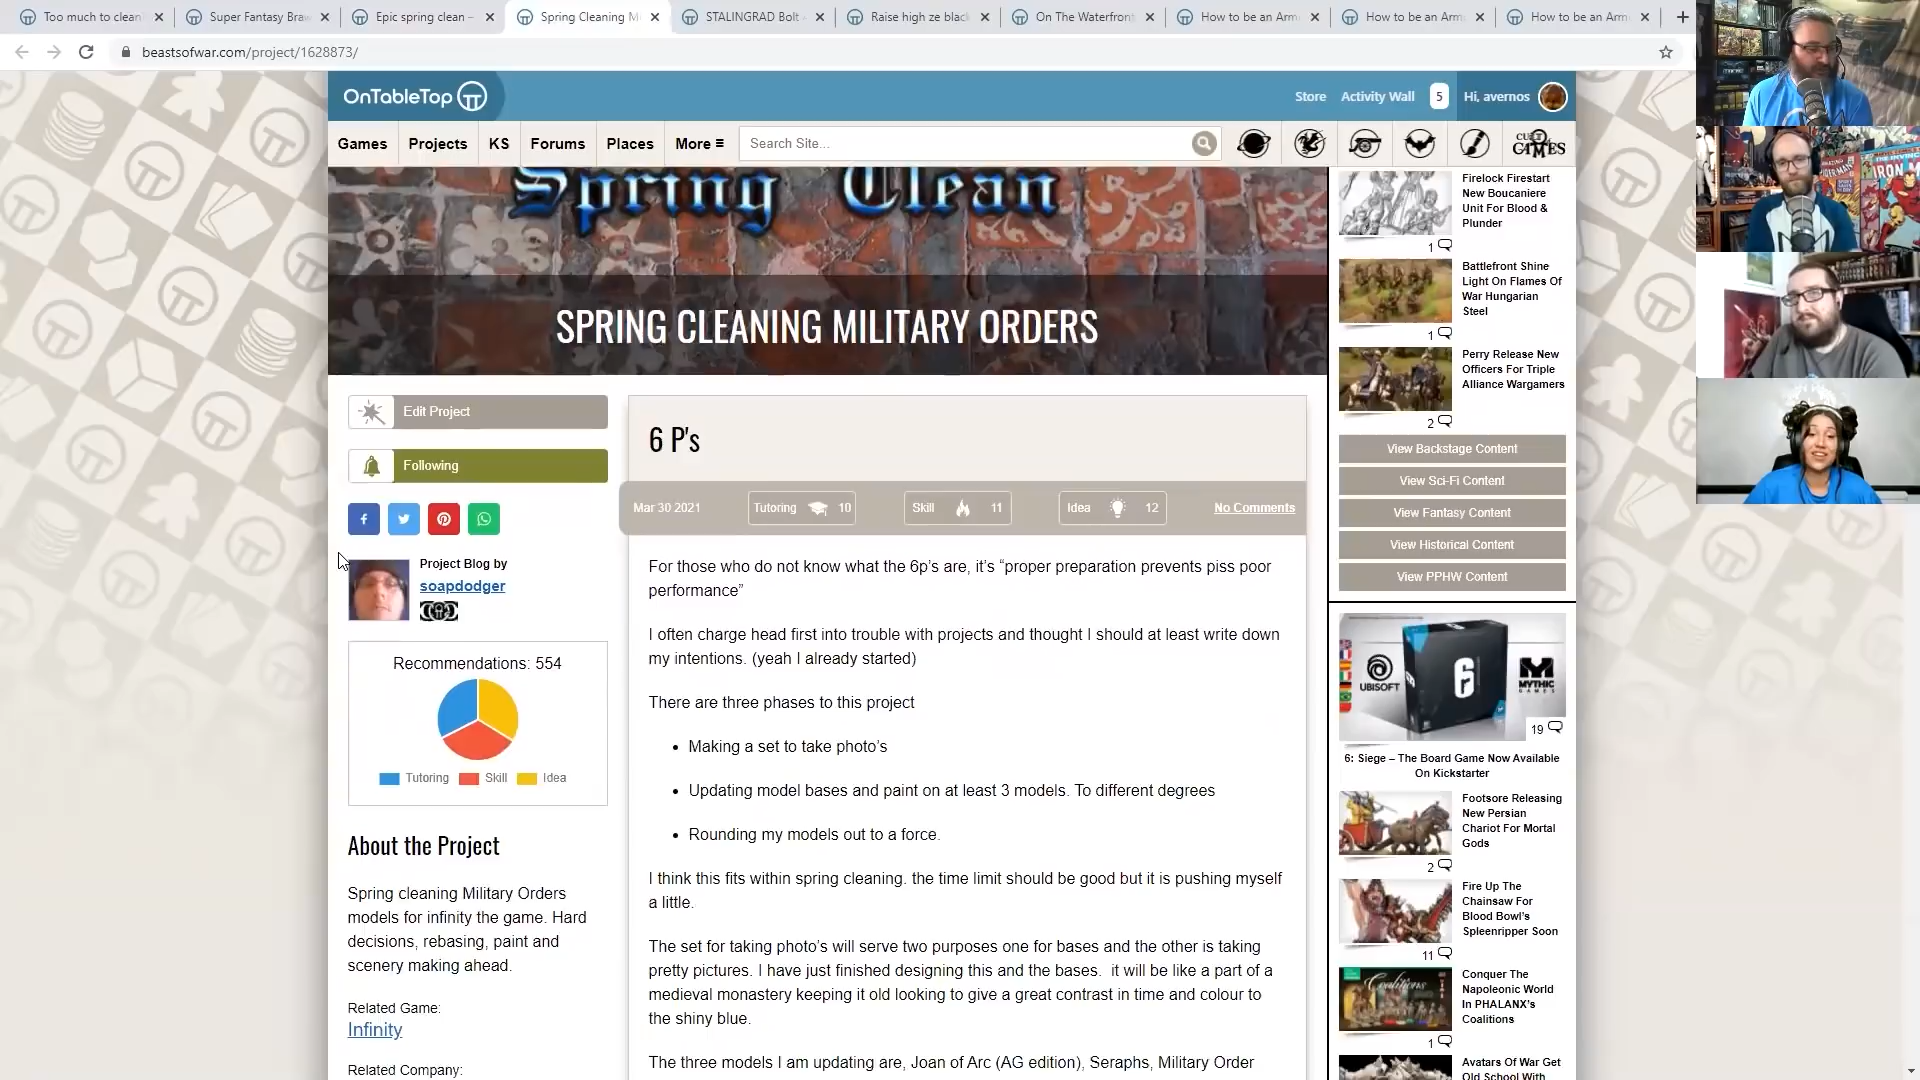 Too much to clean
Super Fantasy Braw
Epic spring clean –
Spring Cleaning Mi
STALINGRAD Bolt
Raise high ze black
On The Waterfront
How to be an Arm
How to be an Arm
How to be an Arm
beastsofwar.com/project/1628873/
OnTableTop
Store
Activity Wall
5
Hi, avernos
Games
Projects
KS
Forums
Places
More ≡
Search Site...
CULT OF GAMES
Spring Clean
SPRING CLEANING MILITARY ORDERS
Edit Project
Following
Project Blog by
soapdodger
Recommendations: 554
Tutoring
Skill
Idea
About the Project
Spring cleaning Military Orders
models for infinity the game. Hard
decisions, rebasing, paint and
scenery making ahead.
Related Game:
Infinity
Related Company:
6 P's
Mar 30 2021
Tutoring 10
Skill 11
Idea 12
No Comments
For those who do not know what the 6p’s are, it’s “proper preparation prevents piss poor
performance”
I often charge head first into trouble with projects and thought I should at least write down
my intentions. (yeah I already started)
There are three phases to this project
• Making a set to take photo’s
• Updating model bases and paint on at least 3 models. To different degrees
• Rounding my models out to a force.
I think this fits within spring cleaning. the time limit should be good but it is pushing myself
a little.
The set for taking photo’s will serve two purposes one for bases and the other is taking
pretty pictures. I have just finished designing this and the bases.  it will be like a part of a
medieval monastery keeping it old looking to give a great contrast in time and colour to
the shiny blue.
The three models I am updating are, Joan of Arc (AG edition), Seraphs, Military Order
Firelock Firestart
New Boucaniere
Unit For Blood &
Plunder
1
Battlefront Shine
Light On Flames Of
War Hungarian
Steel
1
Perry Release New
Officers For Triple
Alliance Wargamers
2
View Backstage Content
View Sci-Fi Content
View Fantasy Content
View Historical Content
View PPHW Content
UBISOFT
6
MYTHIC
GAMES
19
6: Siege – The Board Game Now Available
On Kickstarter
Footsore Releasing
New Persian
Chariot For Mortal
Gods
2
Fire Up The
Chainsaw For
Blood Bowl’s
Spleenripper Soon
11
Conquer The
Napoleonic World
In PHALANX’s
Coalitions
Coalitions
1
Avatars Of War Get
Old School With
IRON M